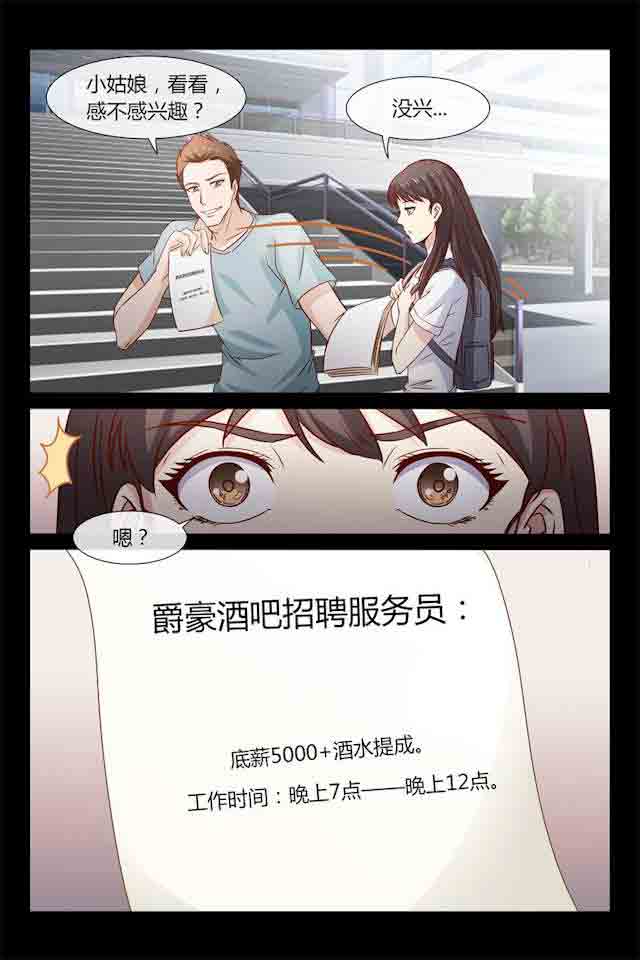 小姑娘，看看，
感不感兴趣？
没兴...
嗯？
爵豪酒吧招聘服务员：
底薪5000+酒水提成。
工作时间：晚上7点——晚上12点。